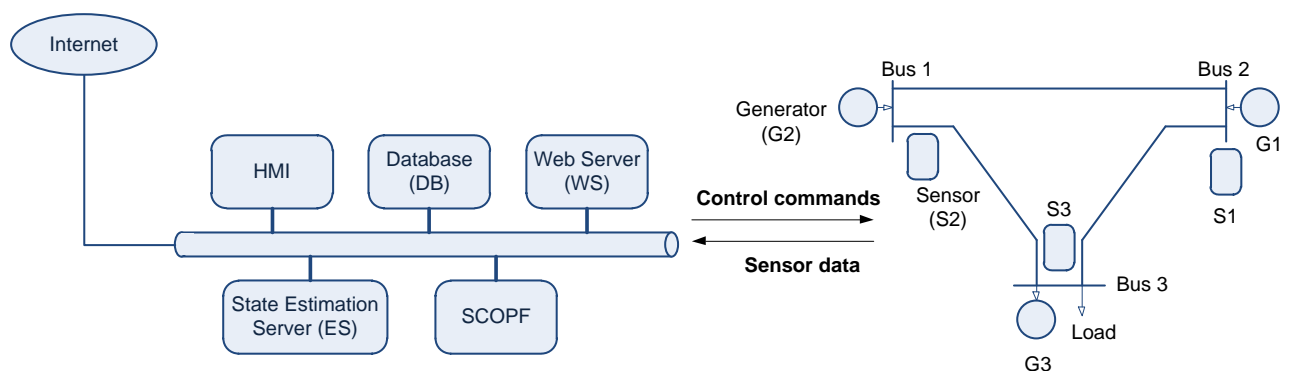 Internet
HMI
Database
(DB)
Web Server
(WS)
State Estimation
Server (ES)
SCOPF
Control commands
Sensor data
Bus 1
Bus 2
Generator
(G2)
G1
Sensor
(S2)
S3
S1
Bus 3
Load
G3